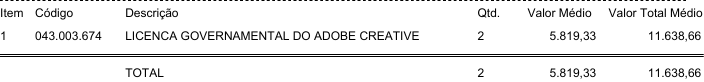 Item Código Descrição Qtd. Valor Médio Valor Total Médio
1 043.003.674 LICENCA GOVERNAMENTAL DO ADOBE CREATIVE 2 5.819,33 11.638,66
TOTAL 2 5.819,33 11.638,66